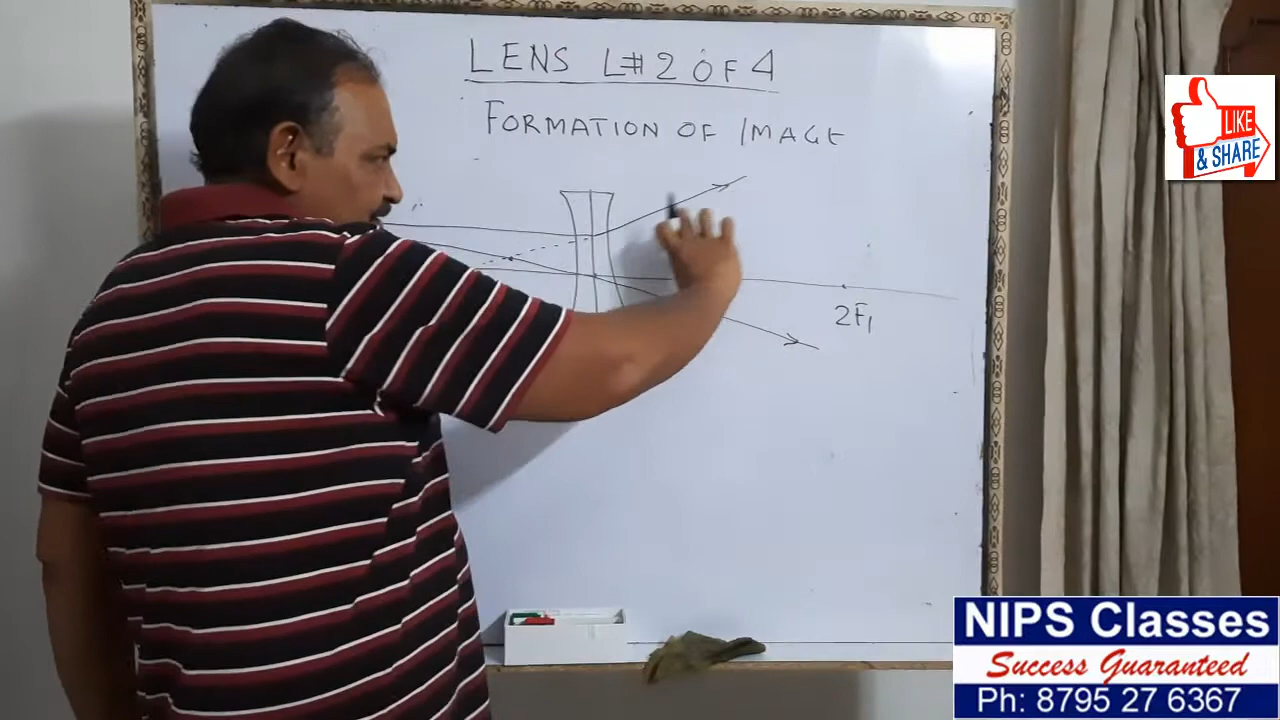 LENS L#2 OF 4
FORMATION OF IMAGE
2F1
LIKE
& SHARE
NIPS Classes
Success Guaranteed
Ph: 8795 27 6367